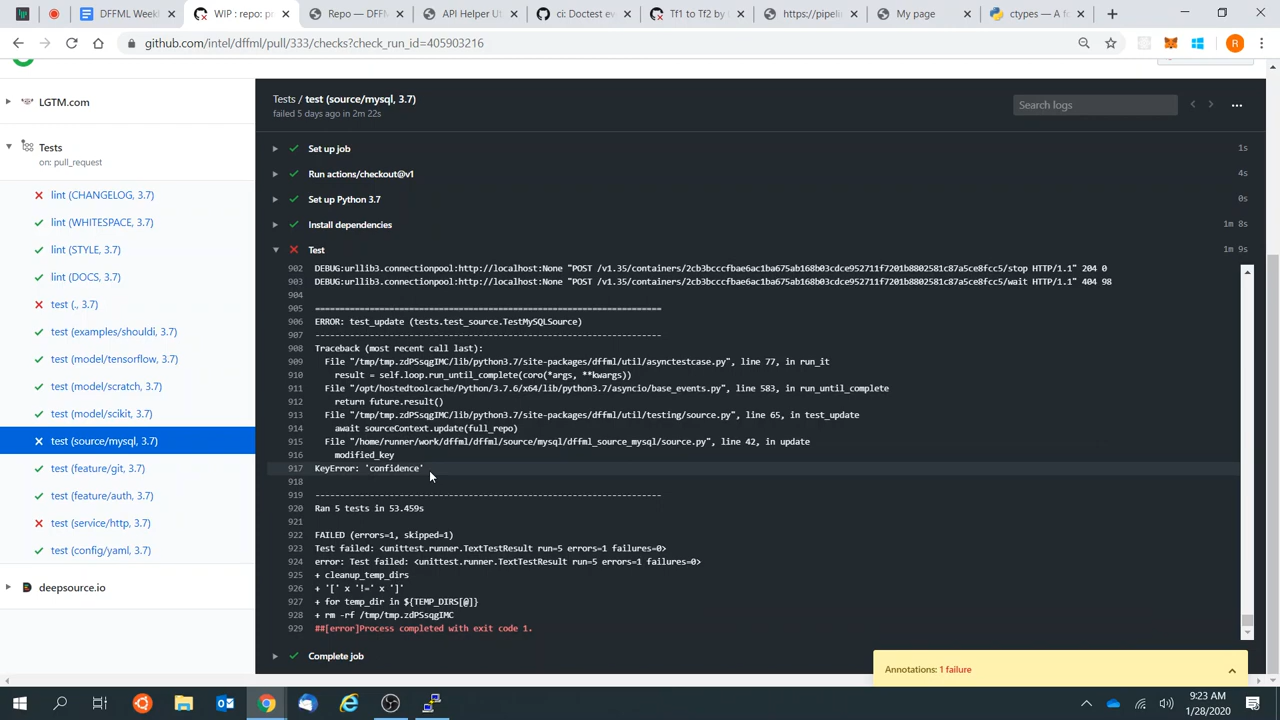 DFFML Weekl
WIP : repo: pr
Repo — DFFM
API Helper Ut
ci: Doctest ev
Tf1 to Tf2 by L
https://pipelin
My page
ctypes — A fo
github.com/intel/dffml/pull/333/checks?check_run_id=405903216
R
LGTM.com
Tests
on: pull_request
lint (CHANGELOG, 3.7)
lint (WHITESPACE, 3.7)
lint (STYLE, 3.7)
lint (DOCS, 3.7)
test (., 3.7)
test (examples/shouldi, 3.7)
test (model/tensorflow, 3.7)
test (model/scratch, 3.7)
test (model/scikit, 3.7)
test (source/mysql, 3.7)
test (feature/git, 3.7)
test (feature/auth, 3.7)
test (service/http, 3.7)
test (config/yaml, 3.7)
deepsource.io
Tests / test (source/mysql, 3.7)
failed 5 days ago in 2m 22s
Search logs
Set up job 1s
Run actions/checkout@v1 4s
Set up Python 3.7 0s
Install dependencies 1m 8s
Test 1m 9s
902 DEBUG:urllib3.connectionpool:http://localhost:None "POST /v1.35/containers/2cb3bcccfbae6ac1ba675ab168b03cdce952711f7201b8802581c87a5ce8fcc5/stop HTTP/1.1" 204 0
903 DEBUG:urllib3.connectionpool:http://localhost:None "POST /v1.35/containers/2cb3bcccfbae6ac1ba675ab168b03cdce952711f7201b8802581c87a5ce8fcc5/wait HTTP/1.1" 404 98
904
905 ======================================================================
906 ERROR: test_update (tests.test_source.TestMySQLSource)
907 ----------------------------------------------------------------------
908 Traceback (most recent call last):
909 File "/tmp/tmp.zdPSsqgIMC/lib/python3.7/site-packages/dffml/util/asynctestcase.py", line 77, in run_it
910 result = self.loop.run_until_complete(coro(*args, **kwargs))
911 File "/opt/hostedtoolcache/Python/3.7.6/x64/lib/python3.7/asyncio/base_events.py", line 583, in run_until_complete
912 return future.result()
913 File "/tmp/tmp.zdPSsqgIMC/lib/python3.7/site-packages/dffml/util/testing/source.py", line 65, in test_update
914 await sourceContext.update(full_repo)
915 File "/home/runner/work/dffml/dffml/source/mysql/dffml_source_mysql/source.py", line 42, in update
916 modified_key
917 KeyError: 'confidence'
918
919 ----------------------------------------------------------------------
920 Ran 5 tests in 53.459s
921
922 FAILED (errors=1, skipped=1)
923 Test failed: <unittest.runner.TextTestResult run=5 errors=1 failures=0>
924 error: Test failed: <unittest.runner.TextTestResult run=5 errors=1 failures=0>
925 + cleanup_temp_dirs
926 + '[' x '!=' x ']'
927 + for temp_dir in ${TEMP_DIRS[@]}
928 + rm -rf /tmp/tmp.zdPSsqgIMC
929 ##[error]Process completed with exit code 1.
Complete job
Annotations: 1 failure
9:23 AM
1/28/2020